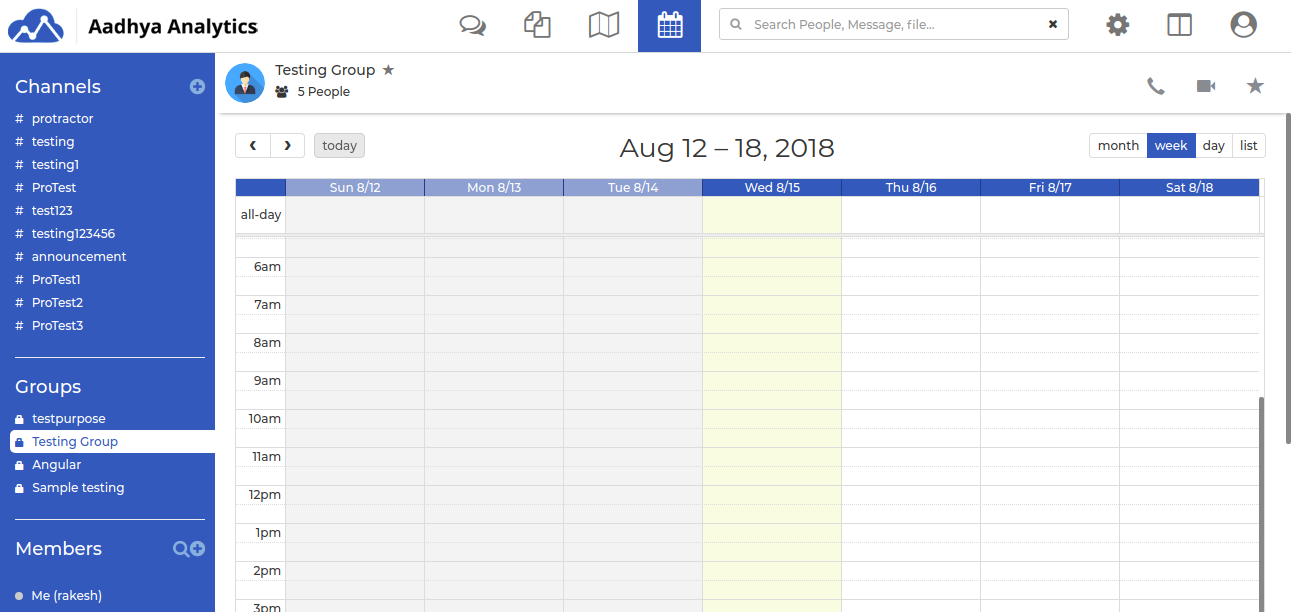 Aadhya Analytics
Search People, Message, file...
Channels
# protractor
# testing
# testing1
# ProTest
# test123
# testing123456
# announcement
# ProTest1
# ProTest2
# ProTest3
Groups
testpurpose
Testing Group
Angular
Sample testing
Members
Me (rakesh)
Testing Group
5 People
today
Aug 12 – 18, 2018
month week day list
Sun 8/12 Mon 8/13 Tue 8/14 Wed 8/15 Thu 8/16 Fri 8/17 Sat 8/18
all-day
6am
7am
8am
9am
10am
11am
12pm
1pm
2pm
3pm